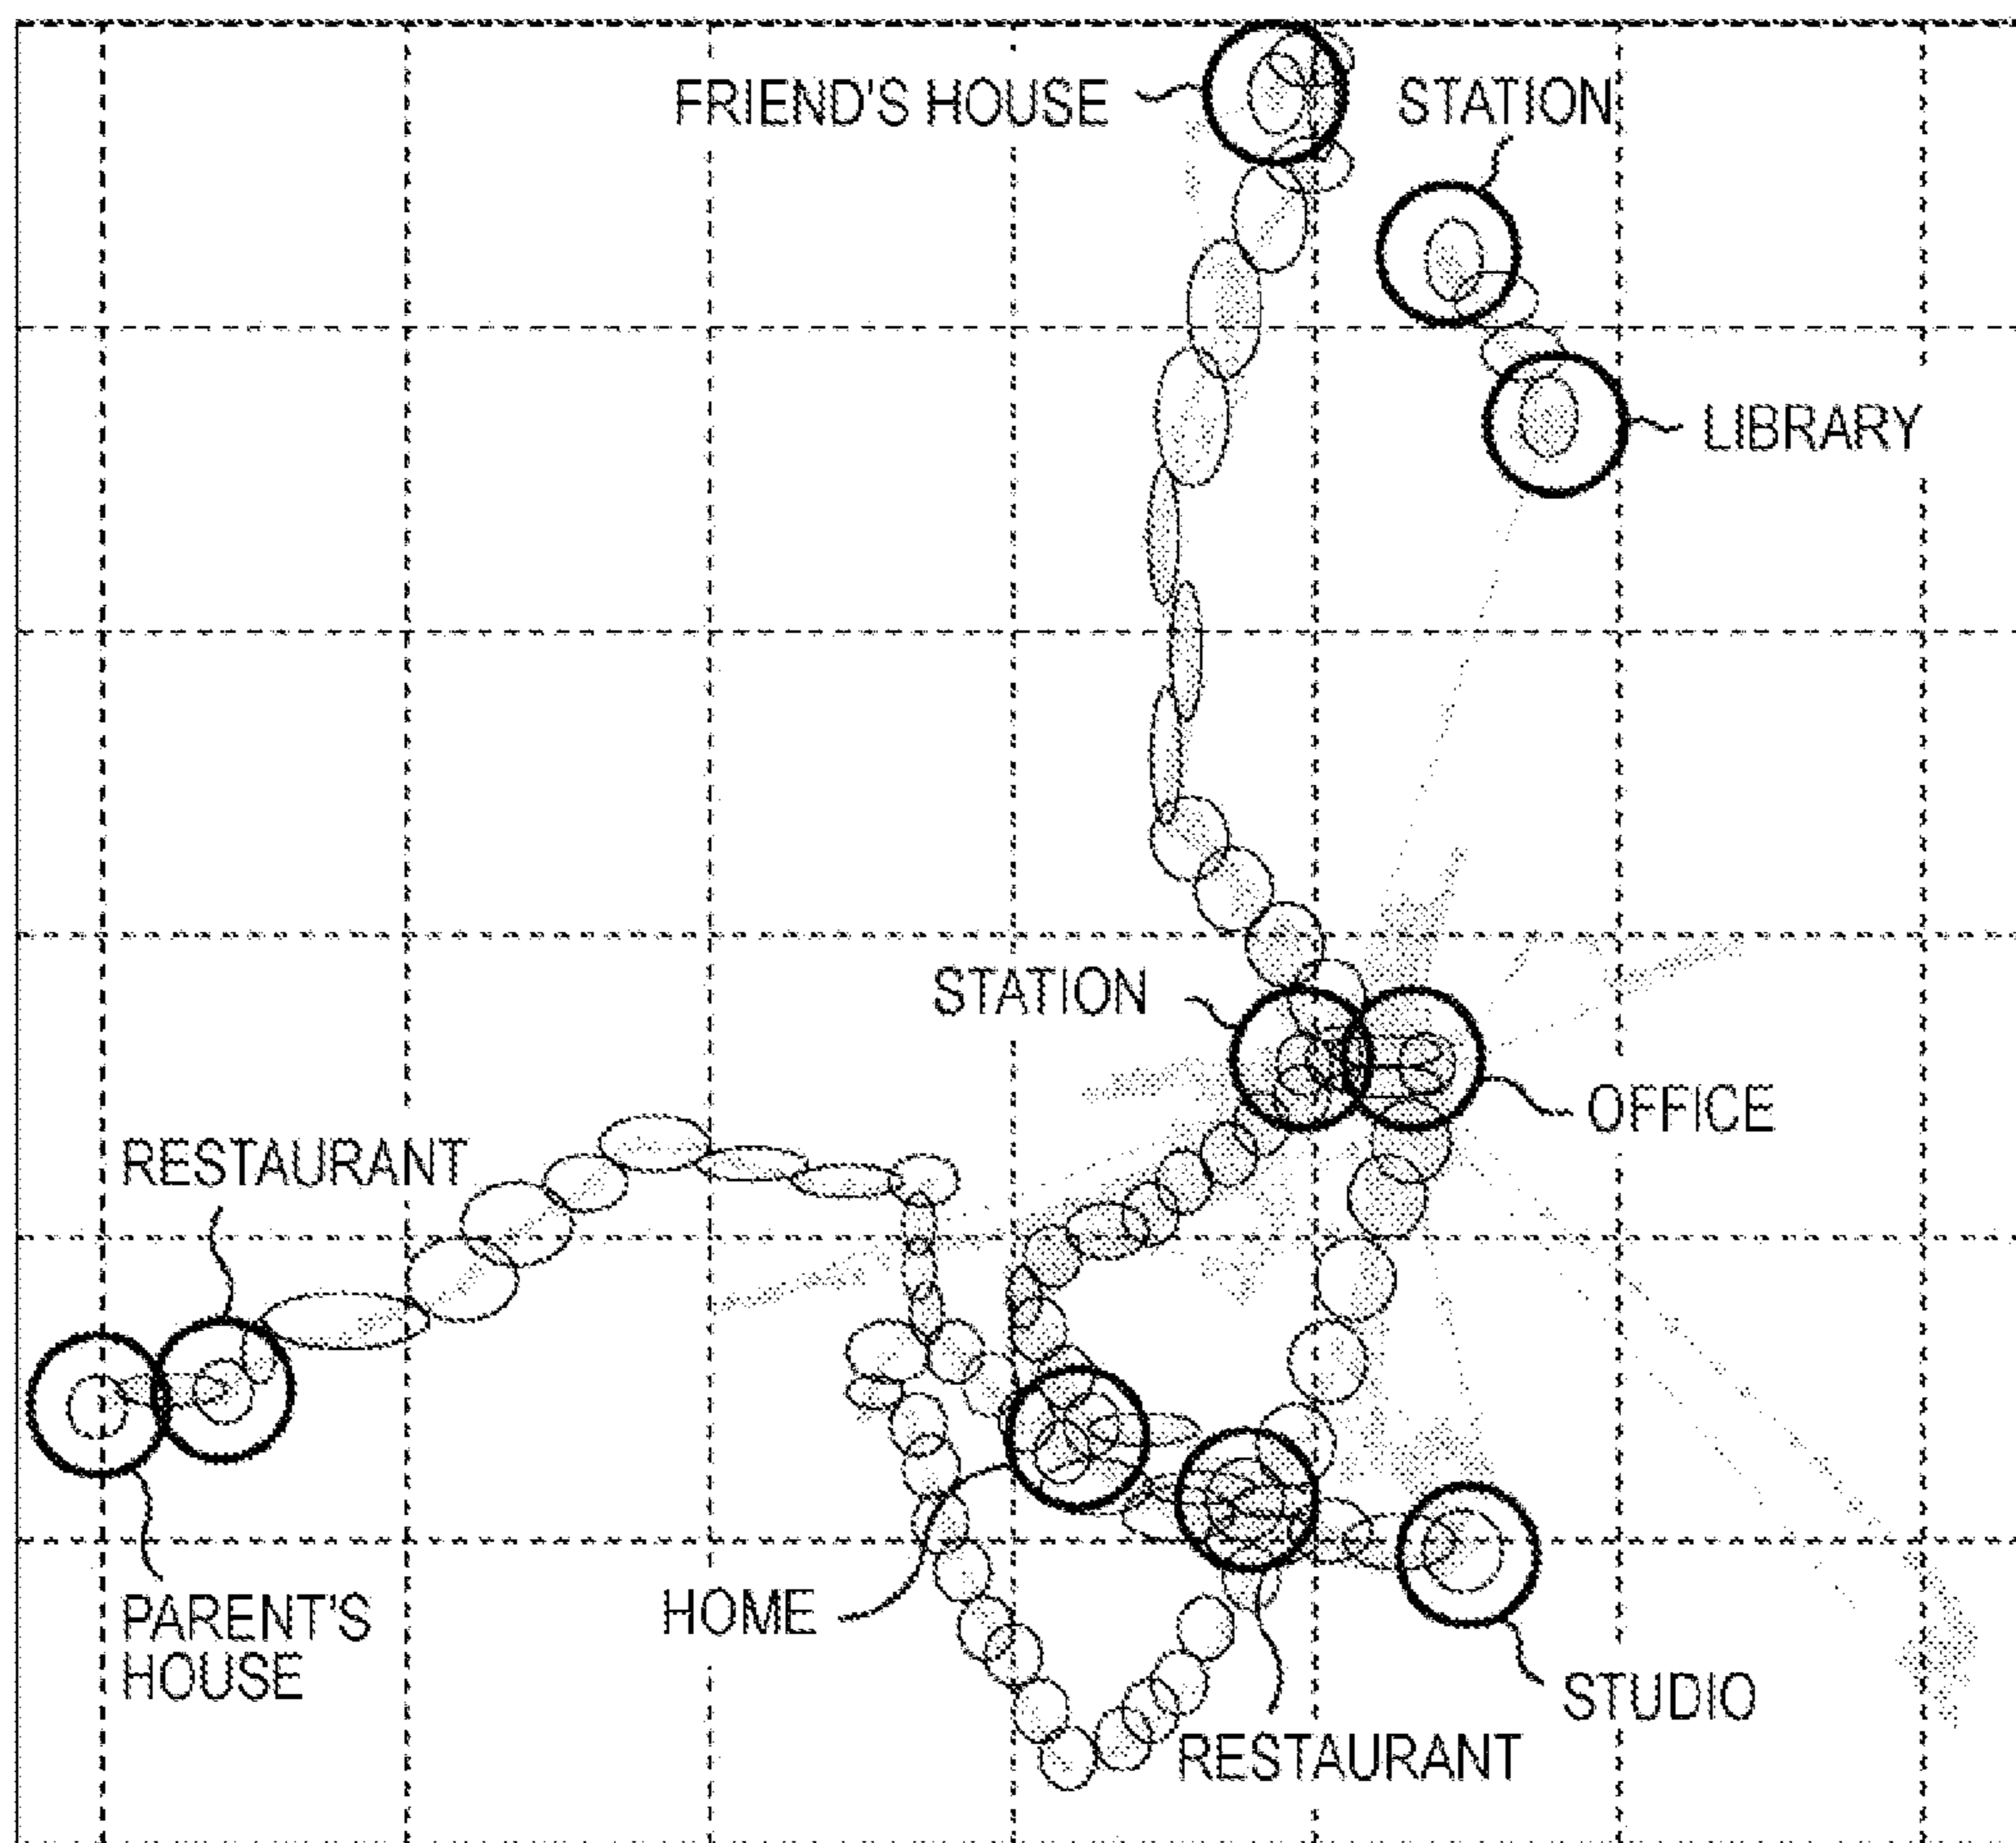 FRIEND'S HOUSE
STATION
LIBRARY
STATION
OFFICE
RESTAURANT
PARENT'S
HOUSE
HOME
STUDIO
RESTAURANT